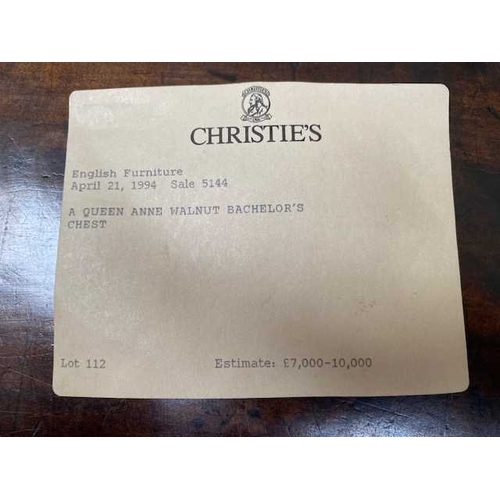 CHRISTIE'S
English Furniture
April 21, 1994 Sale 5144
A QUEEN ANNE WALNUT BACHELOR'S
CHEST
Lot 112 Estimate: £7,000-10,000